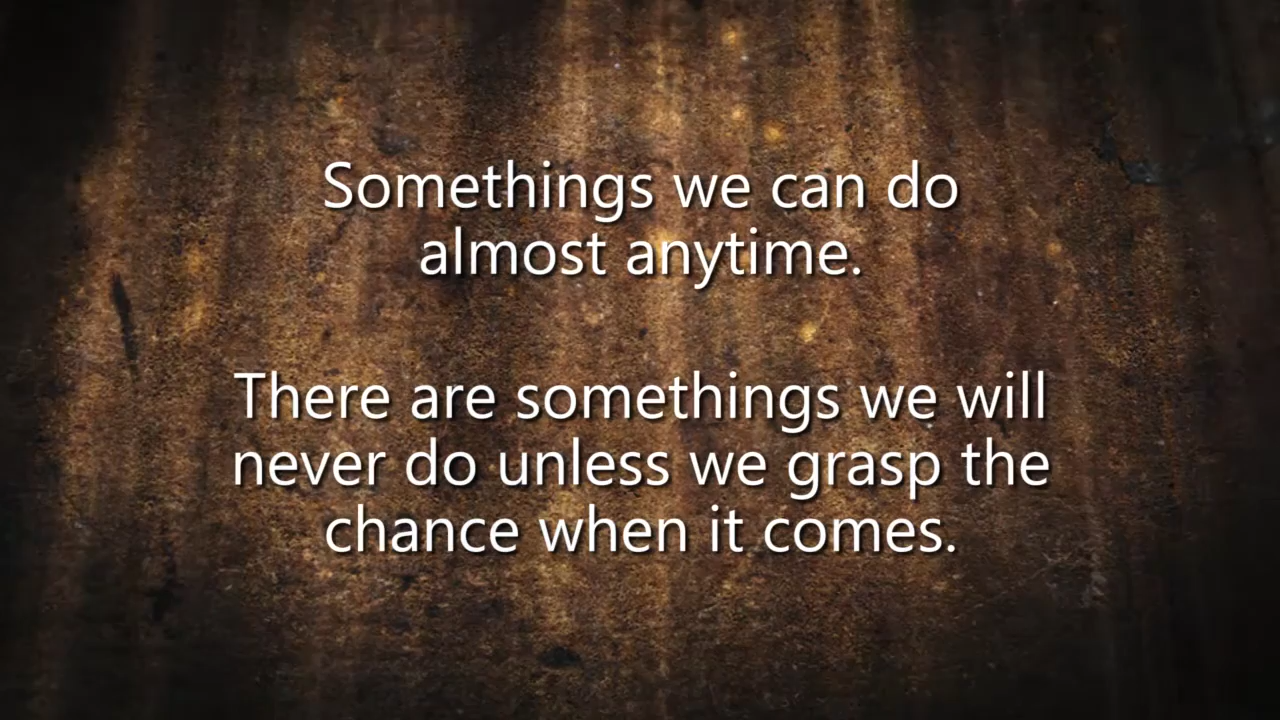 Somethings we can do
almost anytime.
There are somethings we will
never do unless we grasp the
chance when it comes.